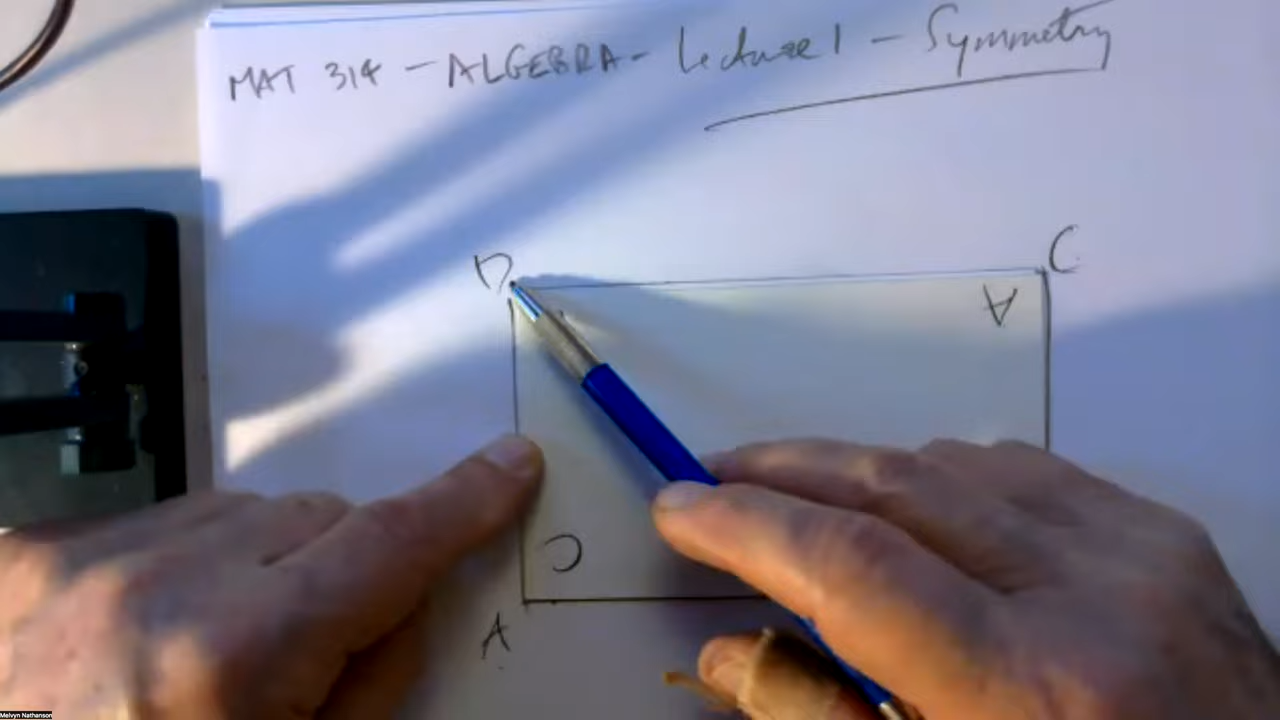 MAT 314 - ALGEBRA - Lecture 1 - Symmetry
D C
A
C
A
Melvyn Nathanson